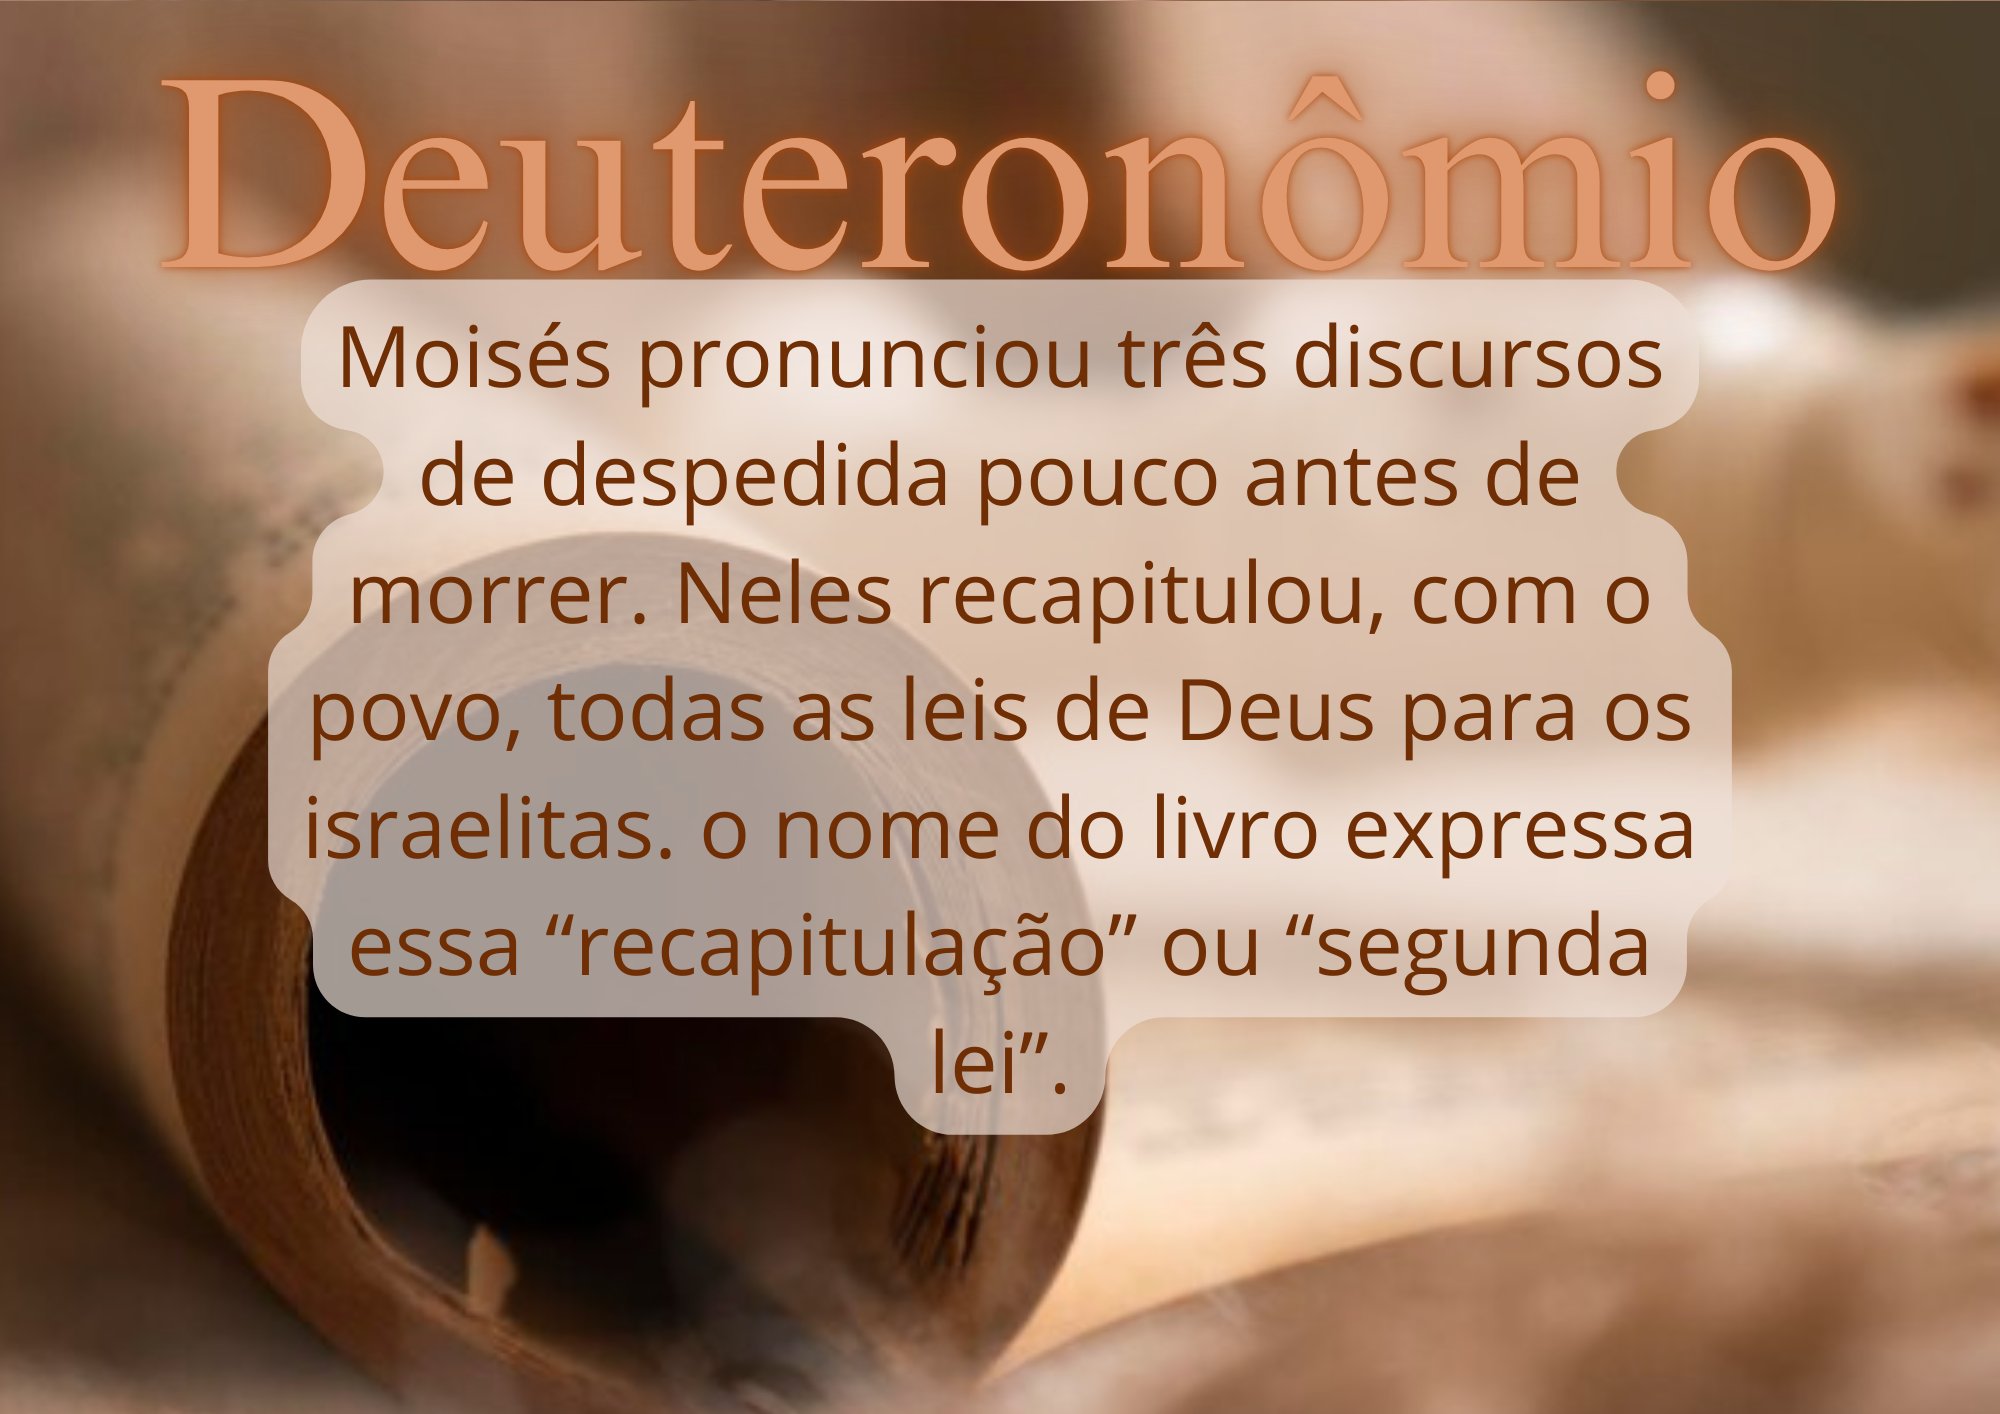 Deuteronômio
Moisés pronunciou três discursos
de despedida pouco antes de
morrer. Neles recapitulou, com o
povo, todas as leis de Deus para os
israelitas. o nome do livro expressa
essa “recapitulação” ou “segunda
lei”.